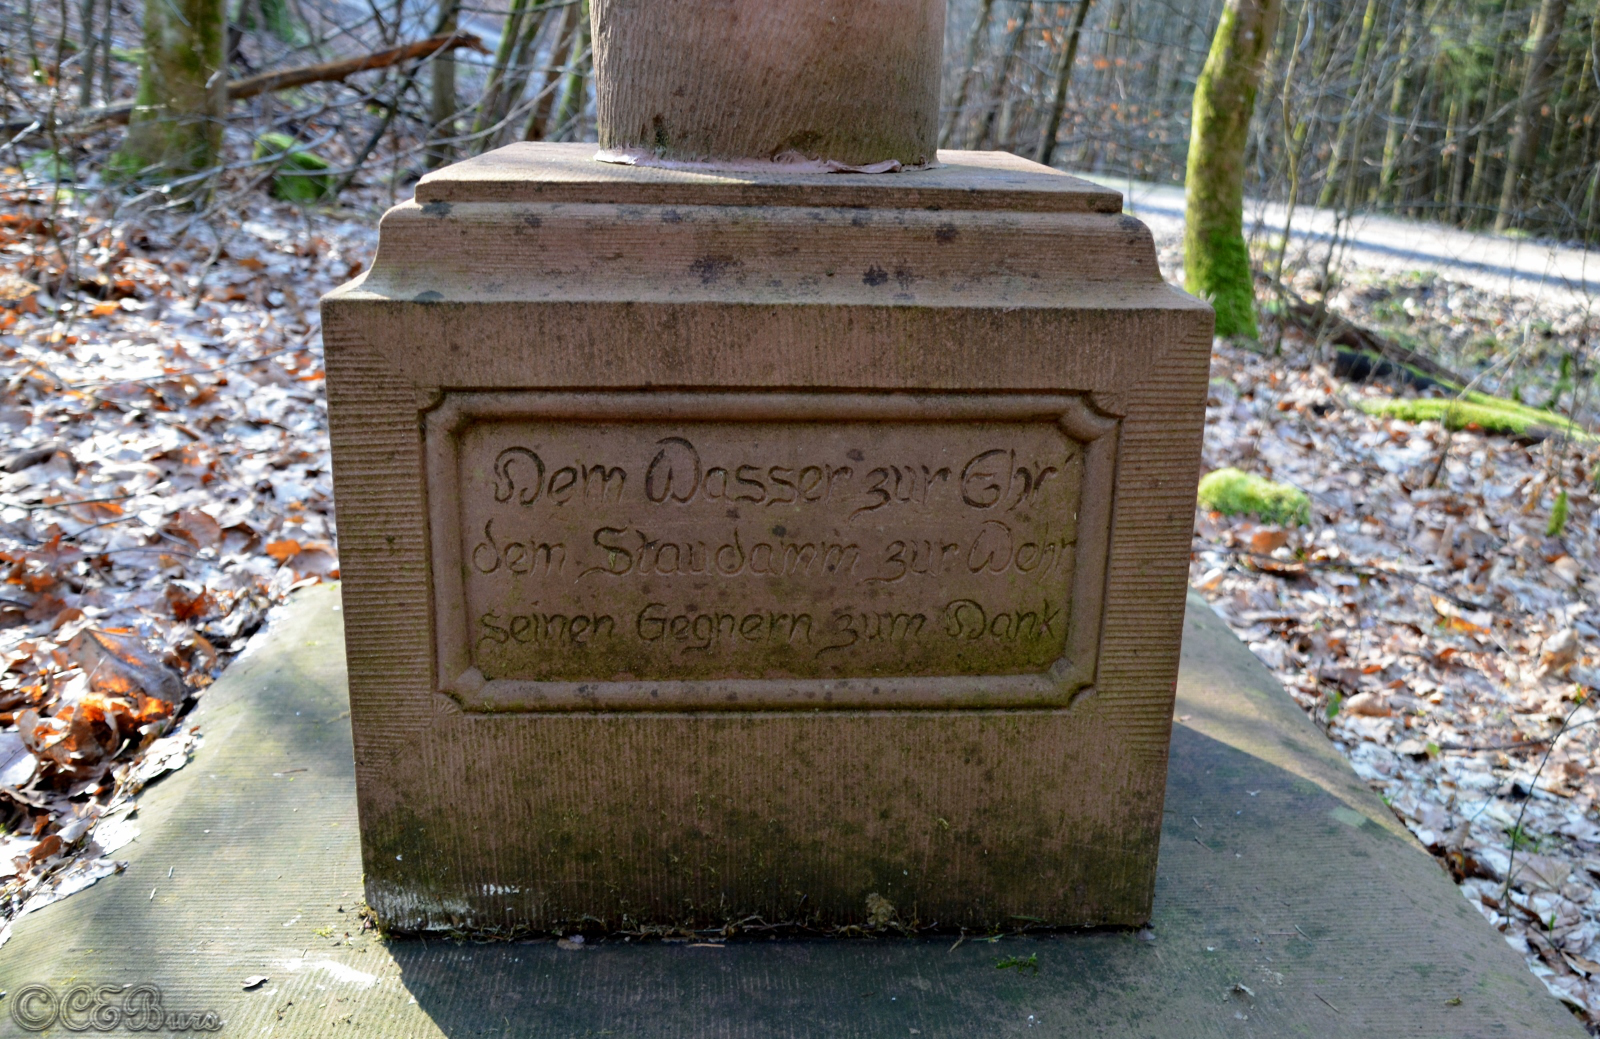 Dem Wasser zur Ehr'
dem Staudamm zur Wehr
seinen Gegnern zum Dank
©CEBurs